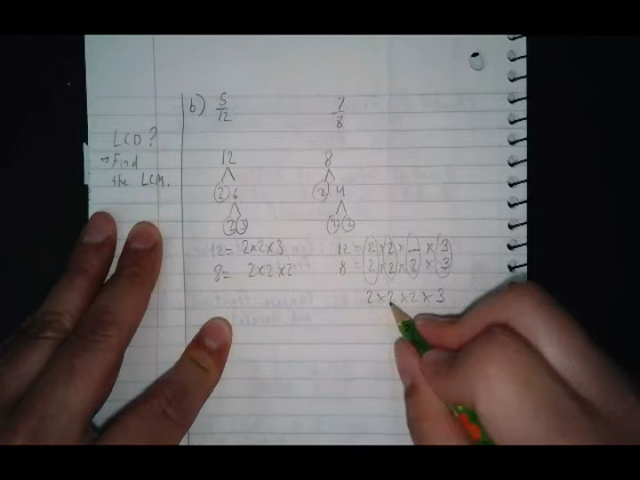 b) 5/12 7/8
LCD?
→ Find
the LCM.
12 8
2 6 2 4
2 3 2 2
12 = 2×2×3 12 = 2 × 2 × _ × 3
8 = 2×2×2 8 = 2 × 2 × 2 × 3
2 × 2 × 2 × 3